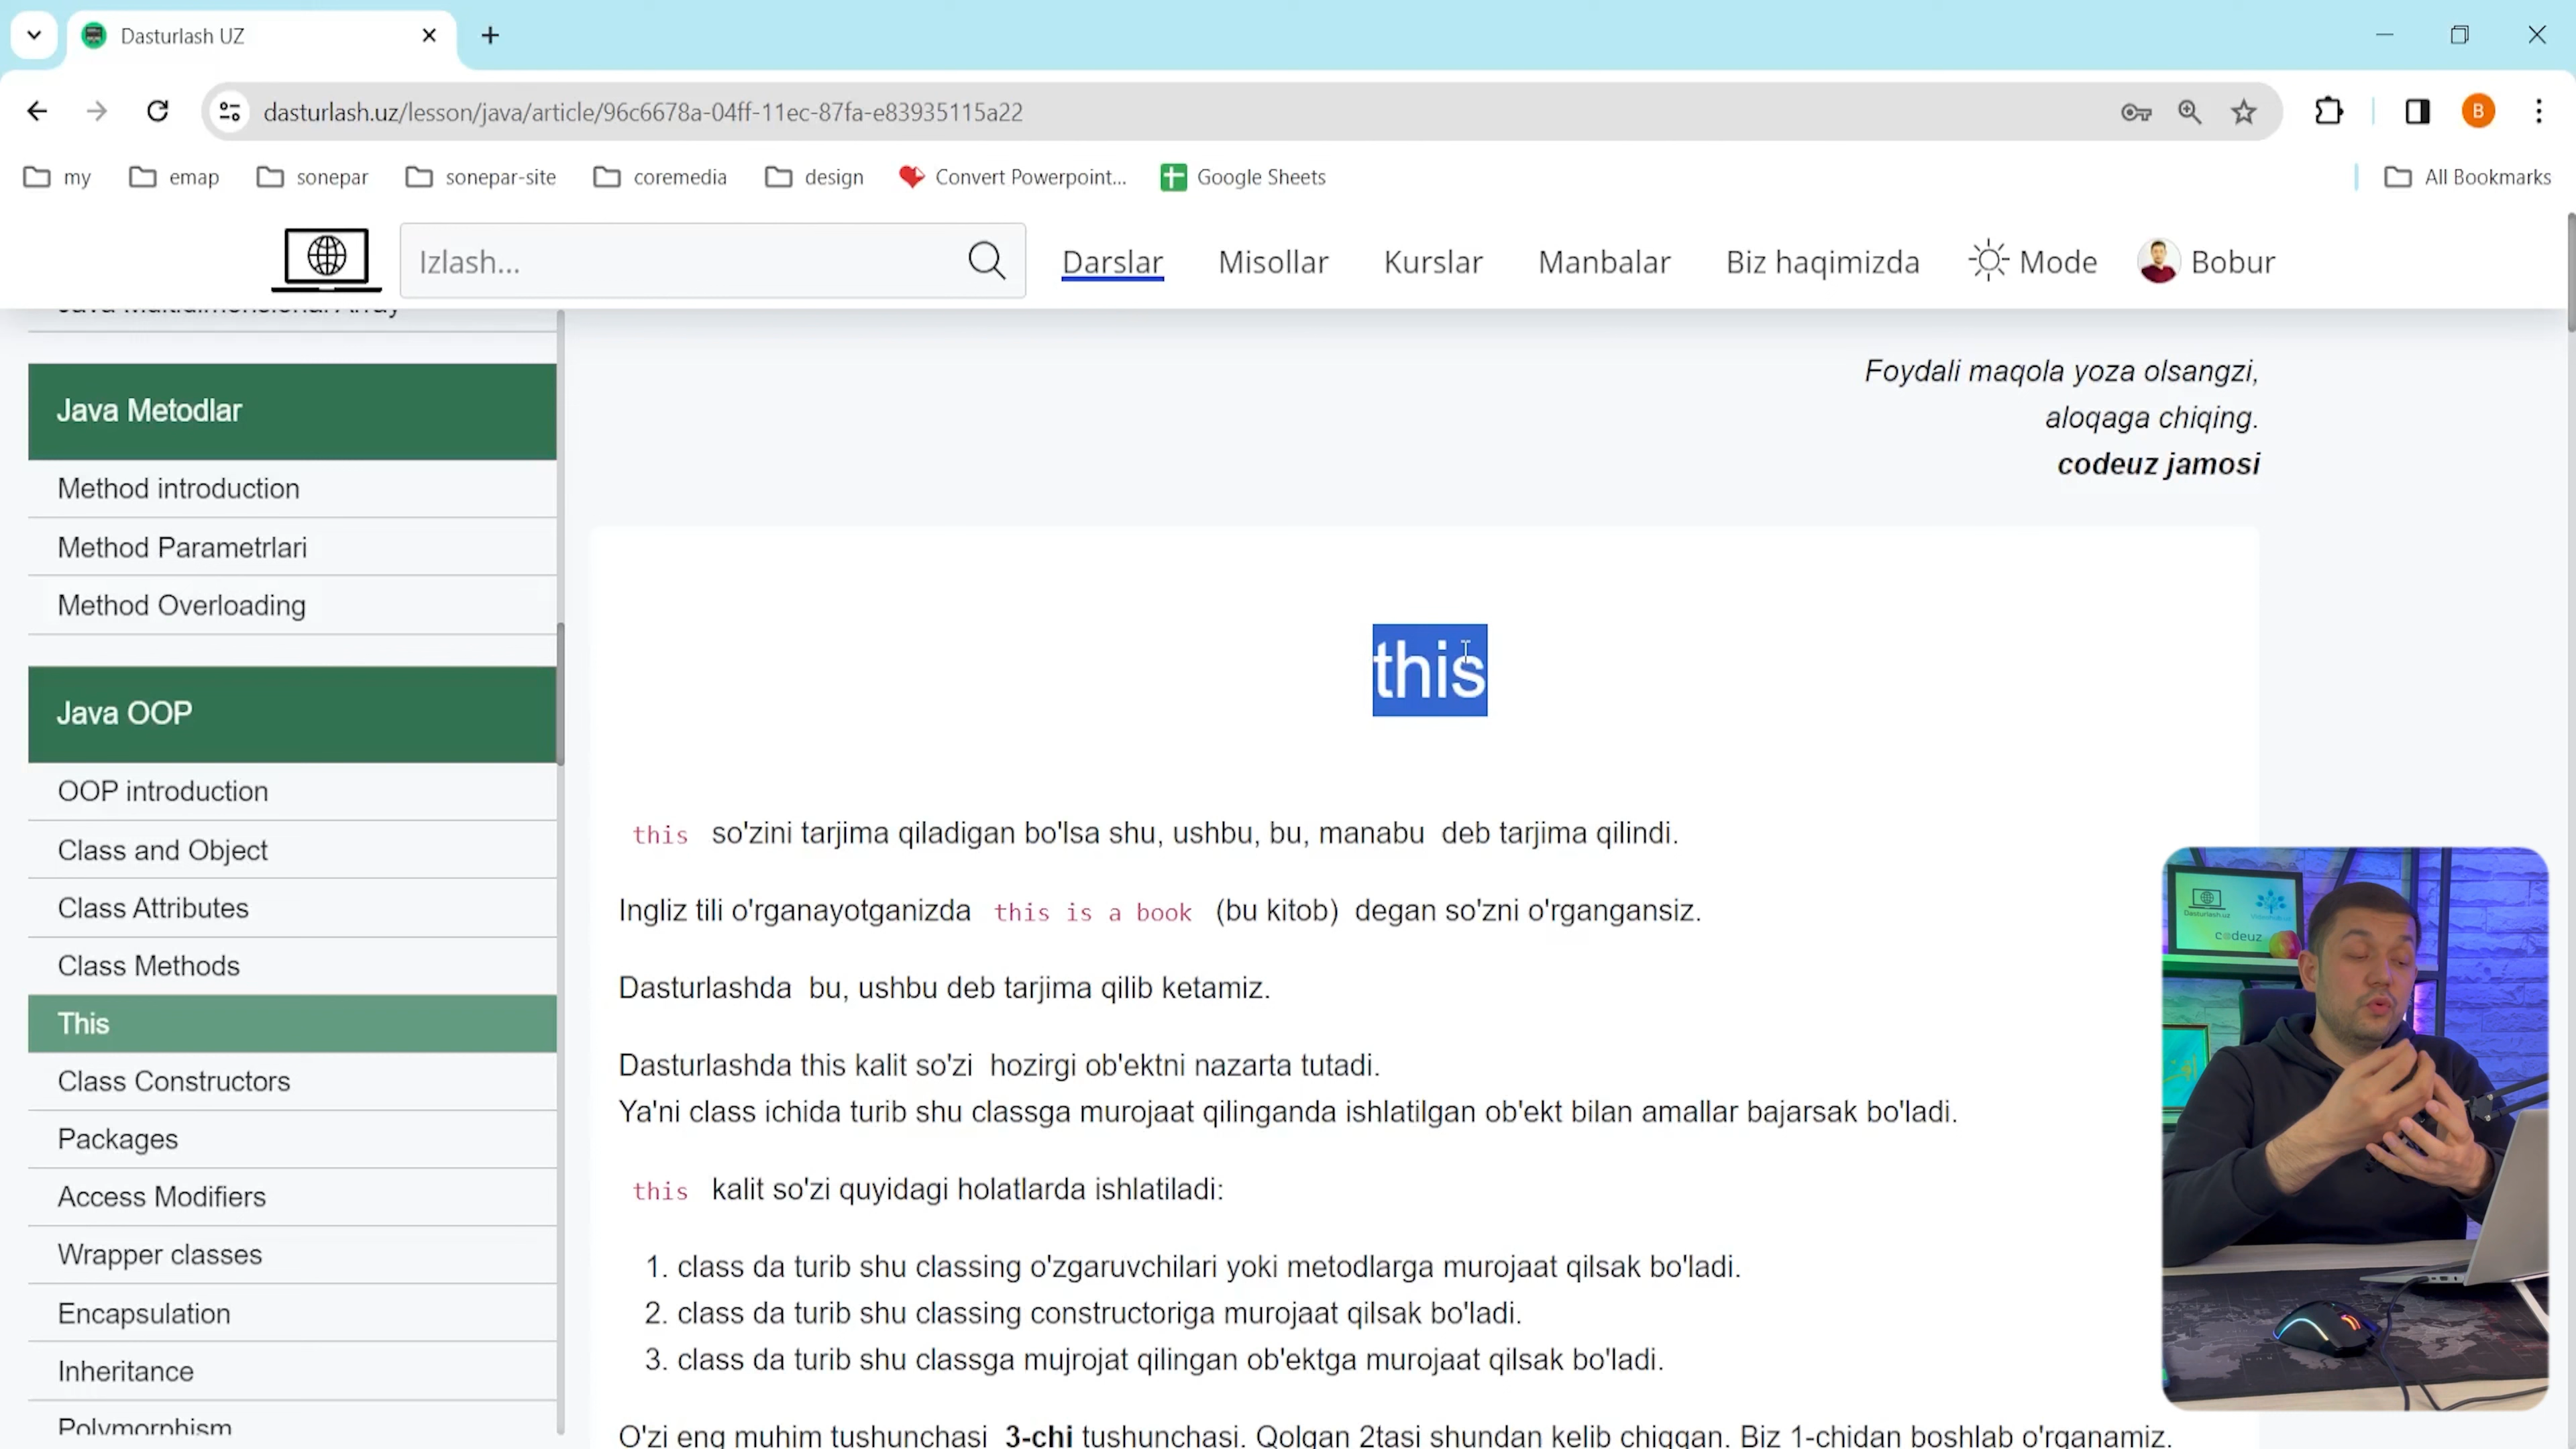 Dasturlash UZ
dasturlash.uz/lesson/java/article/96c6678a-04ff-11ec-87fa-e83935115a22
B
my
emap
sonepar
sonepar-site
coremedia
design
Convert Powerpoint...
Google Sheets
All Bookmarks
Izlash...
Darslar
Misollar
Kurslar
Manbalar
Biz haqimizda
Mode
Bobur
Java Multidimensional Array
Java Metodlar
Method introduction
Method Parametrlari
Method Overloading
Java OOP
OOP introduction
Class and Object
Class Attributes
Class Methods
This
Class Constructors
Packages
Access Modifiers
Wrapper classes
Encapsulation
Inheritance
Polymorphism
Foydali maqola yoza olsangzi,
aloqaga chiqing.
codeuz jamosi
this
this so'zini tarjima qiladigan bo'lsa shu, ushbu, bu, manabu deb tarjima qilindi.
Ingliz tili o'rganayotganizda this is a book (bu kitob) degan so'zni o'rgangansiz.
Dasturlashda bu, ushbu deb tarjima qilib ketamiz.
Dasturlashda this kalit so'zi hozirgi ob'ektni nazarta tutadi.
Ya'ni class ichida turib shu classga murojaat qilinganda ishlatilgan ob'ekt bilan amallar bajarsak bo'ladi.
this kalit so'zi quyidagi holatlarda ishlatiladi:
1. class da turib shu classing o'zgaruvchilari yoki metodlarga murojaat qilsak bo'ladi.
2. class da turib shu classing constructoriga murojaat qilsak bo'ladi.
3. class da turib shu classga mujrojat qilingan ob'ektga murojaat qilsak bo'ladi.
O'zi eng muhim tushunchasi 3-chi tushunchasi. Qolgan 2tasi shundan kelib chiqqan. Biz 1-chidan boshlab o'rganamiz.
Dasturlash.uz
codeuz